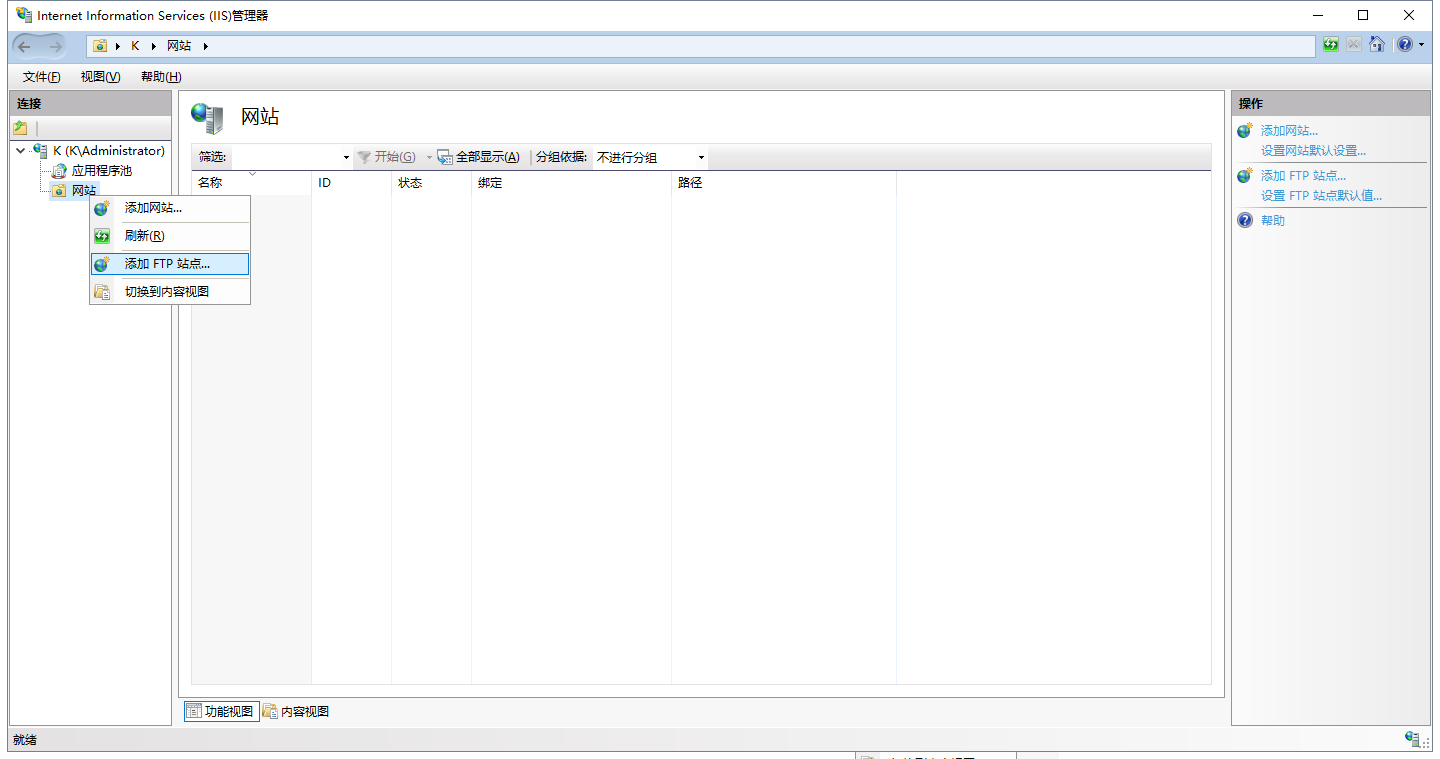 Internet Information Services (IIS)管理器
K 网站
文件(F) 视图(V) 帮助(H)
连接
K (K\Administrator)
应用程序池
网站
添加网站...
刷新(R)
添加 FTP 站点...
切换到内容视图
网站
筛选: 开始(G) 全部显示(A) 分组依据: 不进行分组
名称 ID 状态 绑定 路径
功能视图 内容视图
操作
添加网站...
设置网站默认设置...
添加 FTP 站点...
设置 FTP 站点默认值...
帮助
就绪